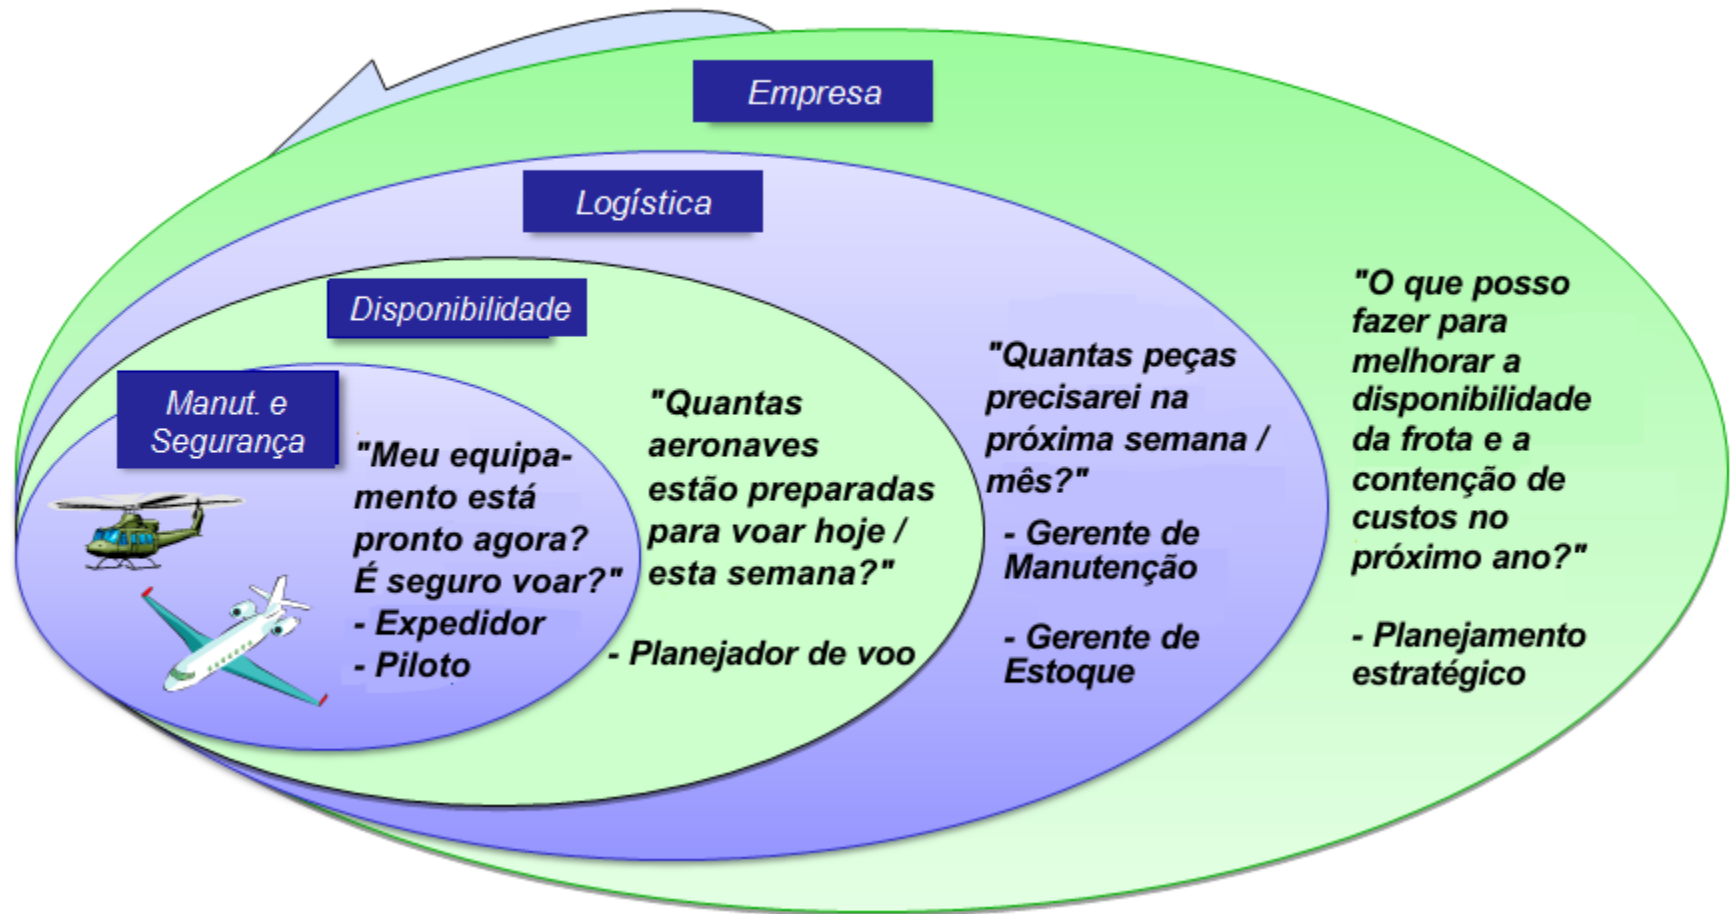 Empresa
Logística
Disponibilidade
Manut. e
Segurança
"Meu equipa-
mento está
pronto agora?
É seguro voar?"
- Expedidor
- Piloto
"Quantas
aeronaves
estão preparadas
para voar hoje /
esta semana?"
- Planejador de voo
"Quantas peças
precisarei na
próxima semana /
mês?"
- Gerente de
Manutenção
- Gerente de
Estoque
"O que posso
fazer para
melhorar a
disponibilidade
da frota e a
contenção de
custos no
próximo ano?"
- Planejamento
estratégico